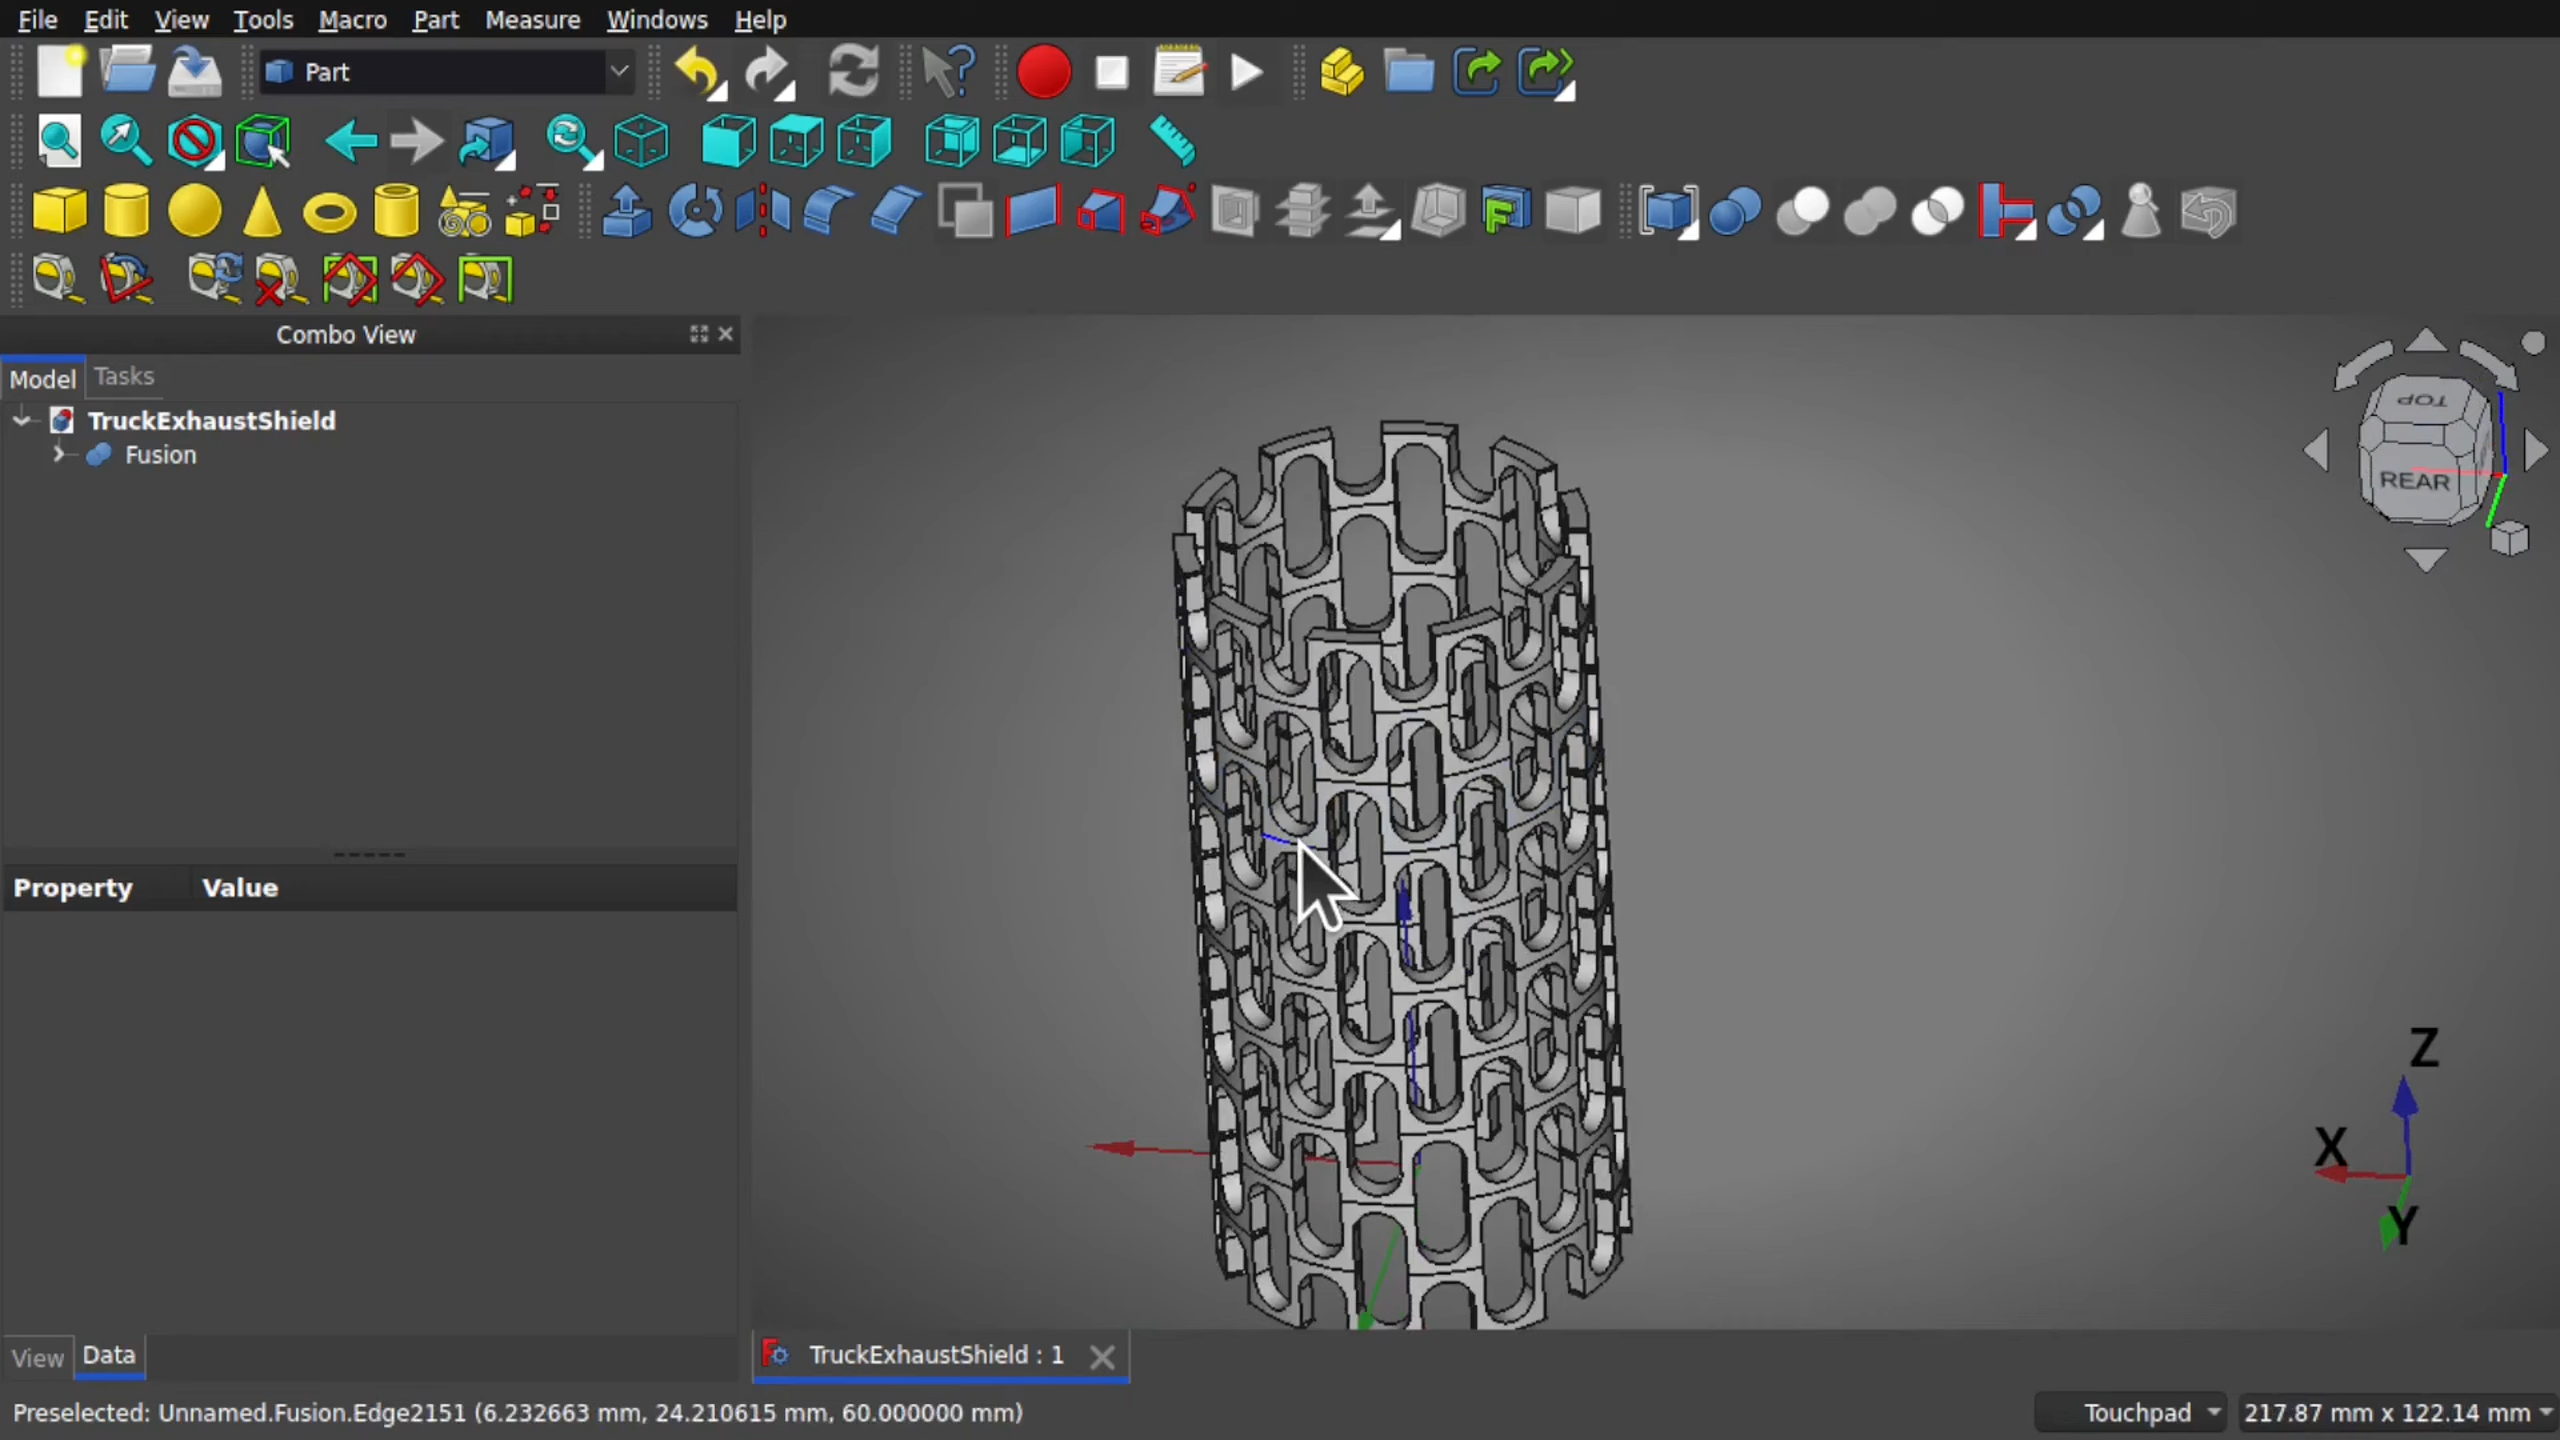 File Edit View Tools Macro Part Measure Windows Help
Part
Combo View
Model Tasks
TruckExhaustShield
Fusion
TOP
REAR
Property Value
Z
X
Y
View Data
TruckExhaustShield : 1
Preselected: Unnamed.Fusion.Edge2151 (6.232663 mm, 24.210615 mm, 60.000000 mm)
Touchpad
217.87 mm x 122.14 mm